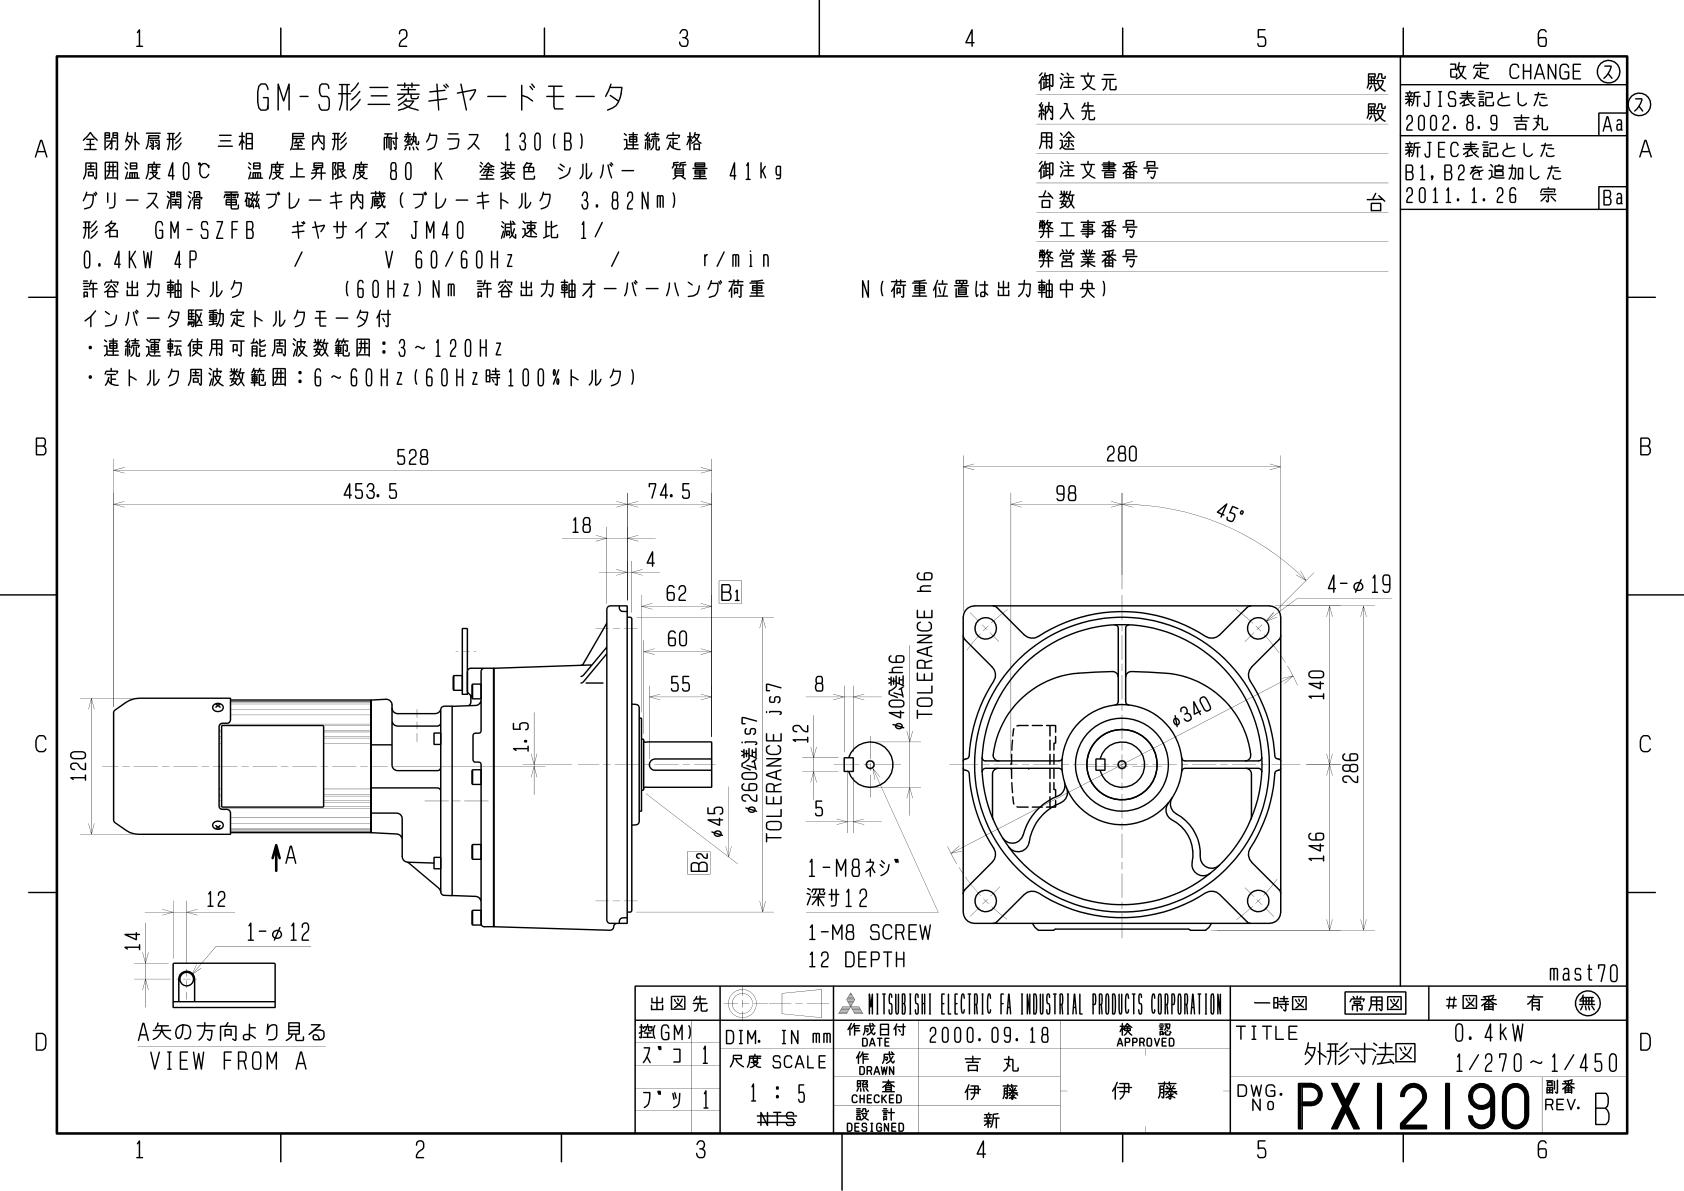 1 2 3 4 5 6
GM-S形三菱ギヤードモータ
全閉外扇形 三相 屋内形 耐熱クラス 130(B) 連続定格
周囲温度40℃ 温度上昇限度 80 K 塗装色 シルバー 質量 41kg
グリース潤滑 電磁ブレーキ内蔵(ブレーキトルク 3.82Nm)
形名 GM-SZFB ギヤサイズ JM40 減速比 1/
0.4KW 4P / V 60/60Hz / r/min
許容出力軸トルク (60Hz)Nm 許容出力軸オーバーハング荷重 N(荷重位置は出力軸中央)
インバータ駆動定トルクモータ付
・連続運転使用可能周波数範囲:3~120Hz
・定トルク周波数範囲:6~60Hz(60Hz時100%トルク)
御注文元 殿
納入先 殿
用途
御注文書番号
台数 台
弊工事番号
弊営業番号
改定 CHANGE ス
新JIS表記とした
2002.8.9 吉丸 Aa
新JEC表記とした
B1,B2を追加した
2011.1.26 宗 Ba
ス
A A
B B
C C
D D
528
453.5 74.5
18
4
62 B1
60
55
1.5
120
φ260公差js7
TOLERANCE js7
φ45
B2
A
12
1-φ12
14
A矢の方向より見る
VIEW FROM A
8
12
5
φ40公差h6
TOLERANCE h6
1-M8ネジ
深サ12
1-M8 SCREW
12 DEPTH
280
98
45°
4-φ19
φ340
140
286
146
mast70
出図先
控(GM)
ズコ 1
ブツ 1
DIM. IN mm
尺度 SCALE
1 : 5
NTS
MITSUBISHI ELECTRIC FA INDUSTRIAL PRODUCTS CORPORATION
作成日付 DATE 2000.09.18
作成 DRAWN 吉丸
照査 CHECKED 伊藤
設計 DESIGNED 新
検認 APPROVED
伊藤
一時図 常用図 #図番 有 無
TITLE 外形寸法図
0.4kW
1/270~1/450
DWG. No PX12190
副番 REV. B
1 2 3 4 5 6